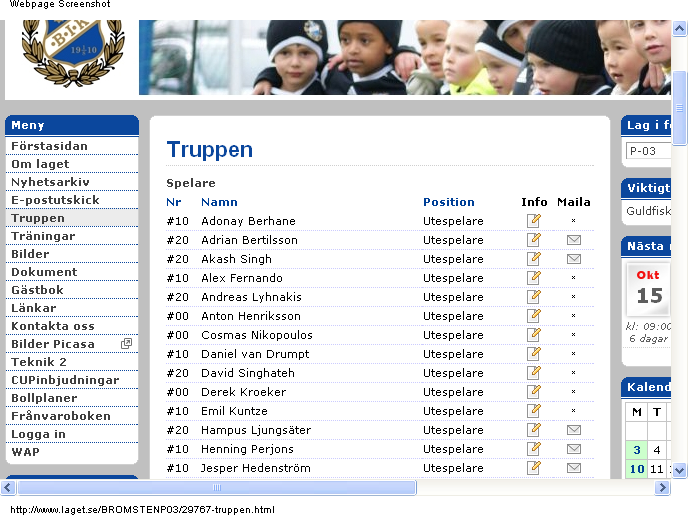 Webpage Screenshot
B.I.K
19 10
Meny
Förstasidan
Om laget
Nyhetsarkiv
E-postutskick
Truppen
Träningar
Bilder
Dokument
Gästbok
Länkar
Kontakta oss
Bilder Picasa
Teknik 2
CUPinbjudningar
Bollplaner
Frånvaroboken
Logga in
WAP
Truppen
Spelare
Nr Namn Position Info Maila
#10 Adonay Berhane Utespelare
#20 Adrian Bertilsson Utespelare
#20 Akash Singh Utespelare
#10 Alex Fernando Utespelare
#20 Andreas Lyhnakis Utespelare
#00 Anton Henriksson Utespelare
#00 Cosmas Nikopoulos Utespelare
#10 Daniel van Drumpt Utespelare
#20 David Singhateh Utespelare
#00 Derek Kroeker Utespelare
#10 Emil Kuntze Utespelare
#20 Hampus Ljungsäter Utespelare
#10 Henning Perjons Utespelare
#10 Jesper Hedenström Utespelare
Lag i f
P-03
Viktigt
Guldfisk
Nästa
Okt
15
kl: 09:00
6 dagar
Kalend
M T
3 4
10 11
http://www.laget.se/BROMSTENP03/29767-truppen.html